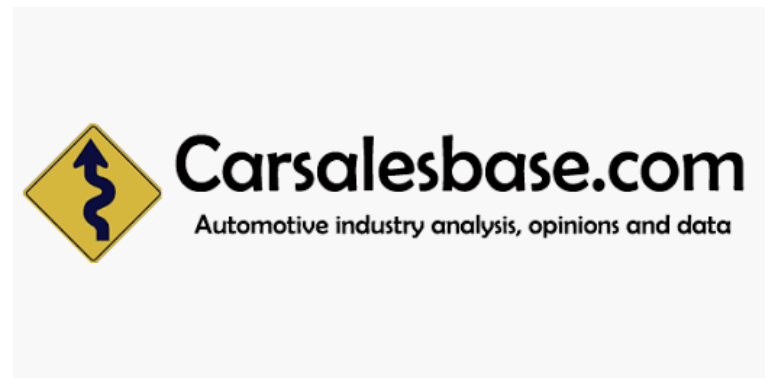 Carsalesbase.com
Automotive industry analysis, opinions and data